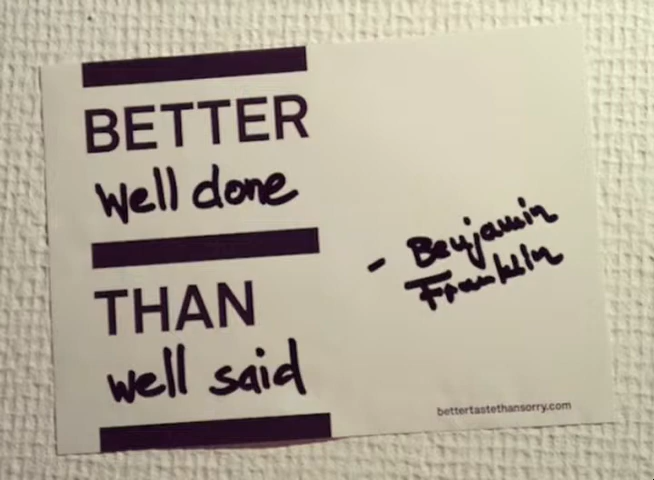 BETTER
Well done
THAN
well said
- Benjamin
Franklin
bettertastethansorry.com